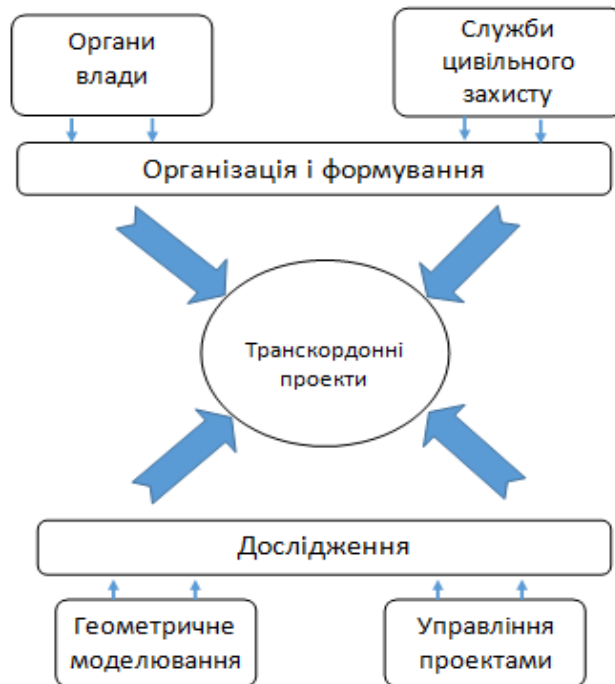 Органи
влади
Служби
цивільного
захисту
Організація і формування
Транскордонні
проекти
Дослідження
Геометричне
моделювання
Управління
проектами